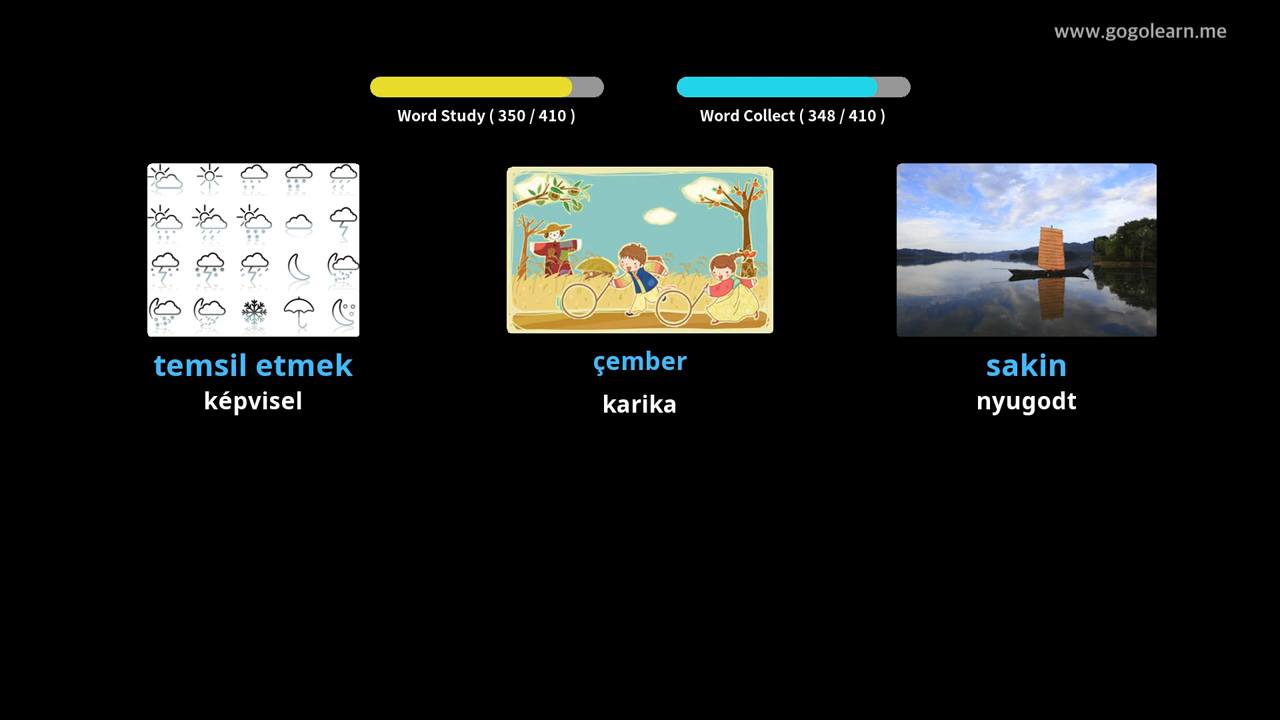 www.gogolearn.me
Word Study ( 350 / 410 )
Word Collect ( 348 / 410 )
temsil etmek
képvisel
çember
karika
sakin
nyugodt